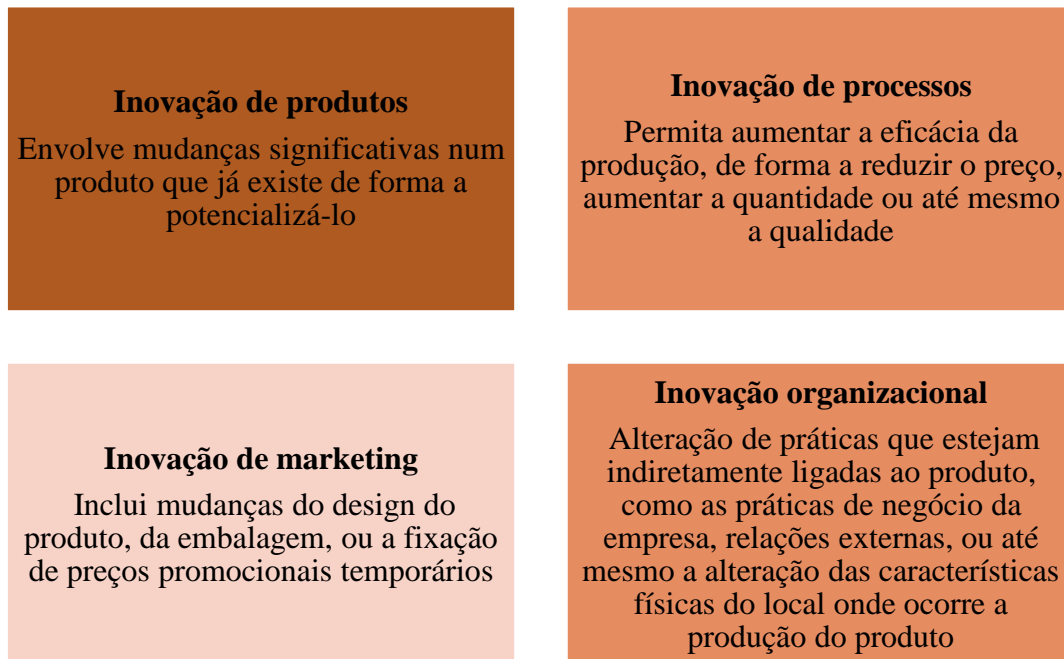 Inovação de produtos
Envolve mudanças significativas num
produto que já existe de forma a
potencializá-lo
Inovação de processos
Permita aumentar a eficácia da
produção, de forma a reduzir o preço,
aumentar a quantidade ou até mesmo
a qualidade
Inovação de marketing
Inclui mudanças do design do
produto, da embalagem, ou a fixação
de preços promocionais temporários
Inovação organizacional
Alteração de práticas que estejam
indiretamente ligadas ao produto,
como as práticas de negócio da
empresa, relações externas, ou até
mesmo a alteração das características
físicas do local onde ocorre a
produção do produto